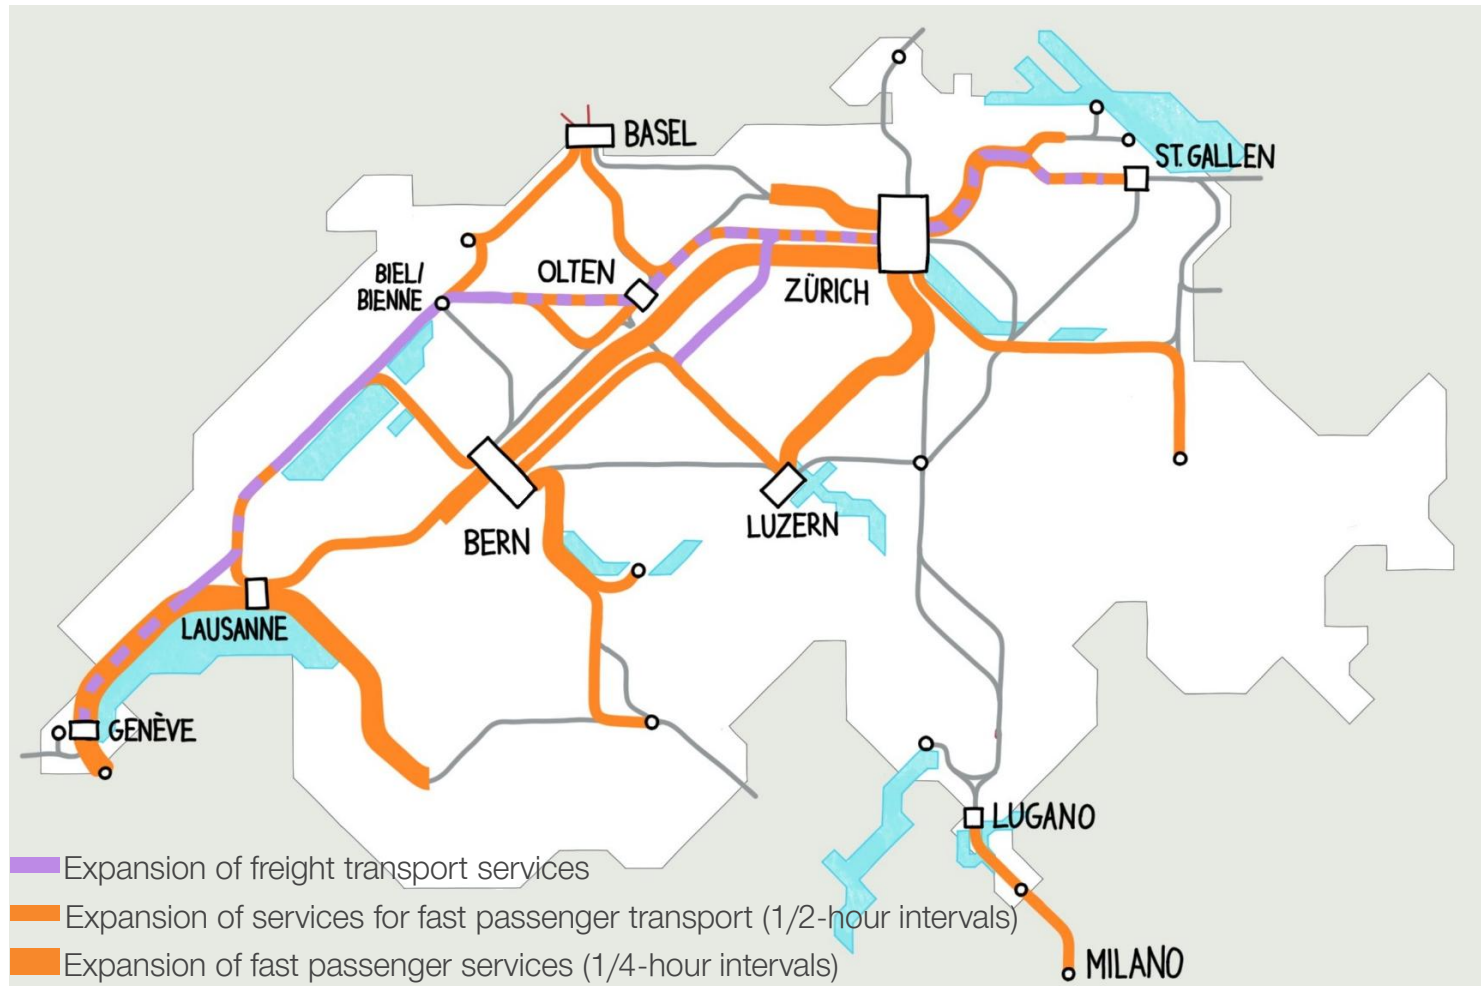 BASEL
ST. GALLEN
BIEL/
BIENNE
OLTEN
ZÜRICH
BERN
LUZERN
LAUSANNE
GENÈVE
LUGANO
MILANO
Expansion of freight transport services
Expansion of services for fast passenger transport (1/2-hour intervals)
Expansion of fast passenger services (1/4-hour intervals)